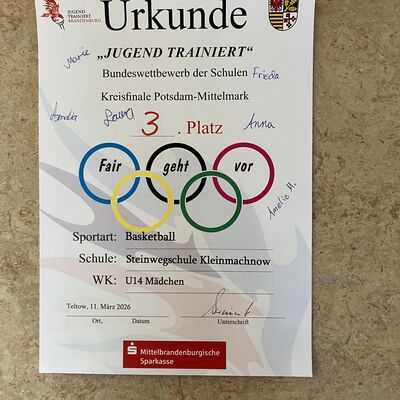 JUGEND
TRAINIERT
BRANDENBURG
Urkunde
Marie
„JUGEND TRAINIERT“
Bundeswettbewerb der Schulen
Frieda
Kreisfinale Potsdam-Mittelmark
Laura
3. Platz
Anna
Fair geht vor
Amelie M.
Sportart: Basketball
Schule: Steinwegschule Kleinmachnow
WK: U14 Mädchen
Teltow, 11. März 2026
Ort, Datum Unterschrift
Mittelbrandenburgische
Sparkasse